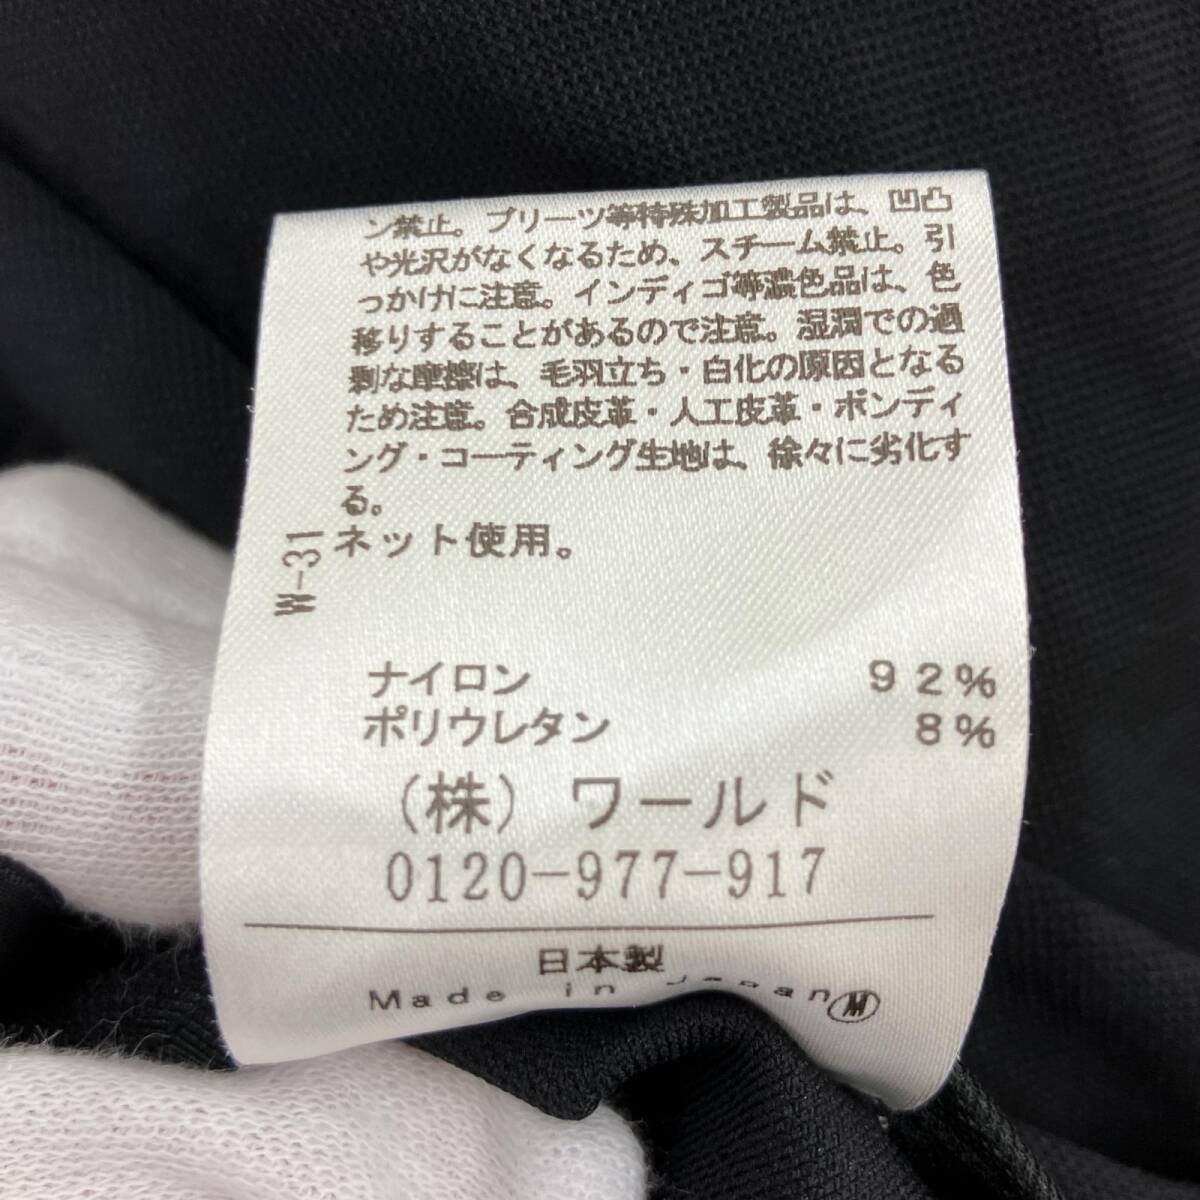 ン禁止。プリーツ等特殊加工製品は、凹凸
や光沢がなくなるため、スチーム禁止。引
っかけに注意。インディゴ等濃色品は、色
移りすることがあるので注意。湿潤での過
剰な摩擦は、毛羽立ち・白化の原因となる
ため注意。合成皮革・人工皮革・ボンディ
ング・コーティング生地は、徐々に劣化す
る。
ネット使用。
W-31
ナイロン 92%
ポリウレタン 8%
(株) ワールド
0120-977-917
日本製
Made in Japan M